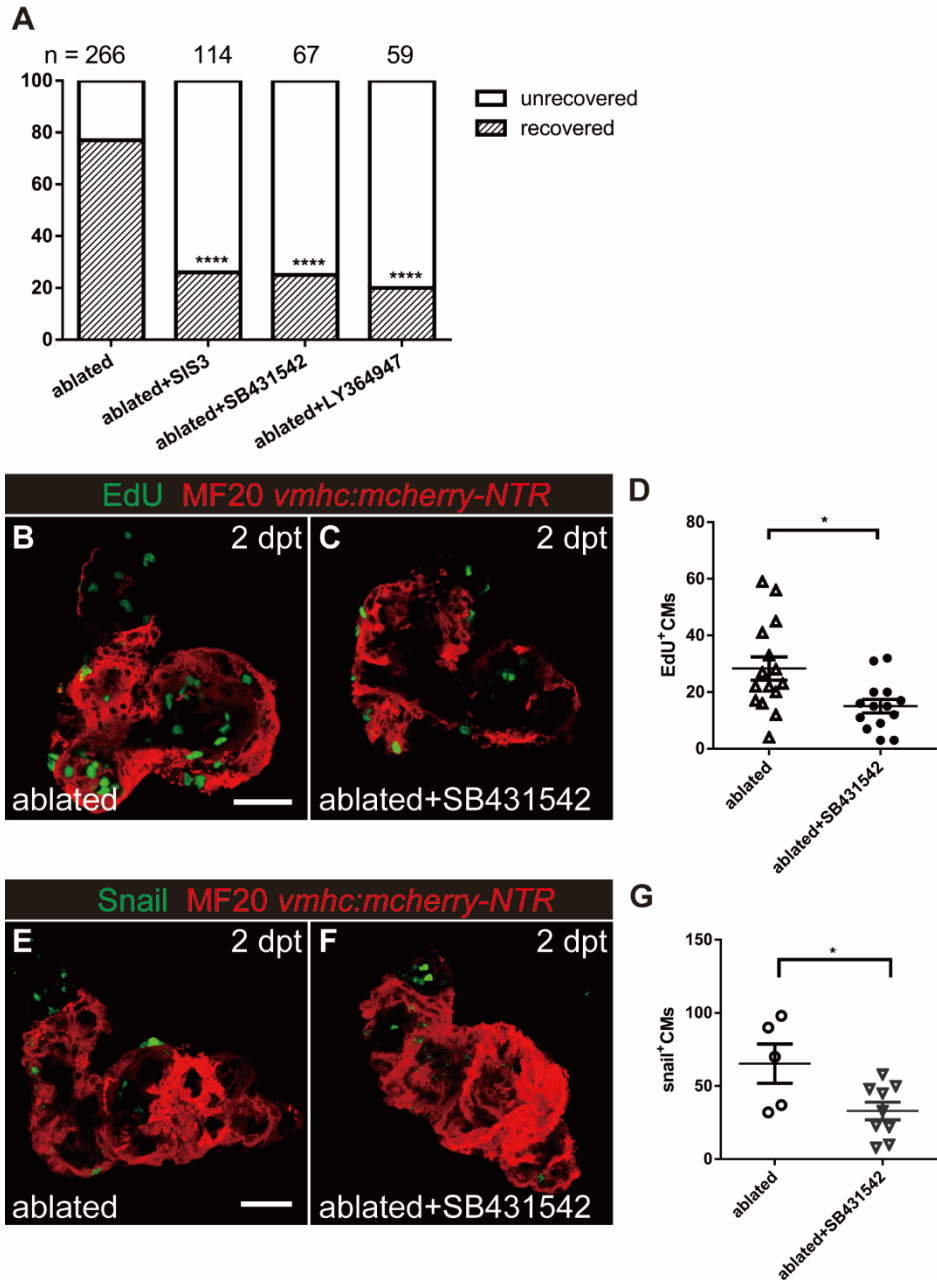 A
n = 266 114 67 59
100
80
60
40
20
0
unrecovered
recovered
****
****
****
ablated
ablated+SIS3
ablated+SB431542
ablated+LY364947
EdU MF20 vmhc:mcherry-NTR
B 2 dpt
ablated
C 2 dpt
ablated+SB431542
D
*
EdU+CMs
80
60
40
20
0
ablated
ablated+SB431542
Snail MF20 vmhc:mcherry-NTR
E 2 dpt
ablated
F 2 dpt
ablated+SB431542
G
*
snail+CMs
150
100
50
0
ablated
ablated+SB431542